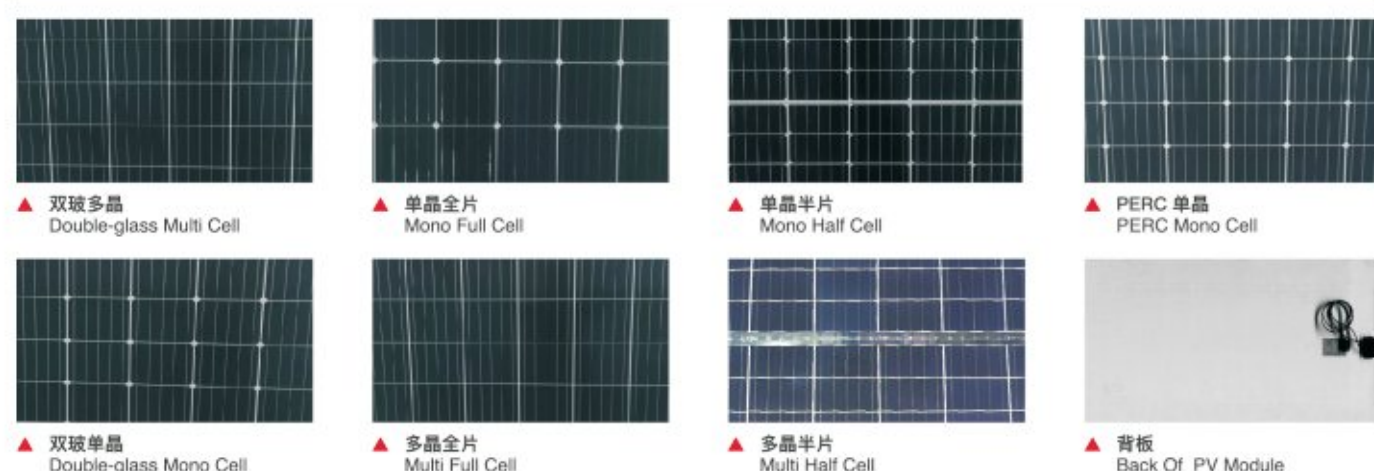 双玻多晶
Double-glass Multi Cell
单晶全片
Mono Full Cell
单晶半片
Mono Half Cell
PERC 单晶
PERC Mono Cell
双玻单晶
Double-glass Mono Cell
多晶全片
Multi Full Cell
多晶半片
Multi Half Cell
背板
Back Of PV Module